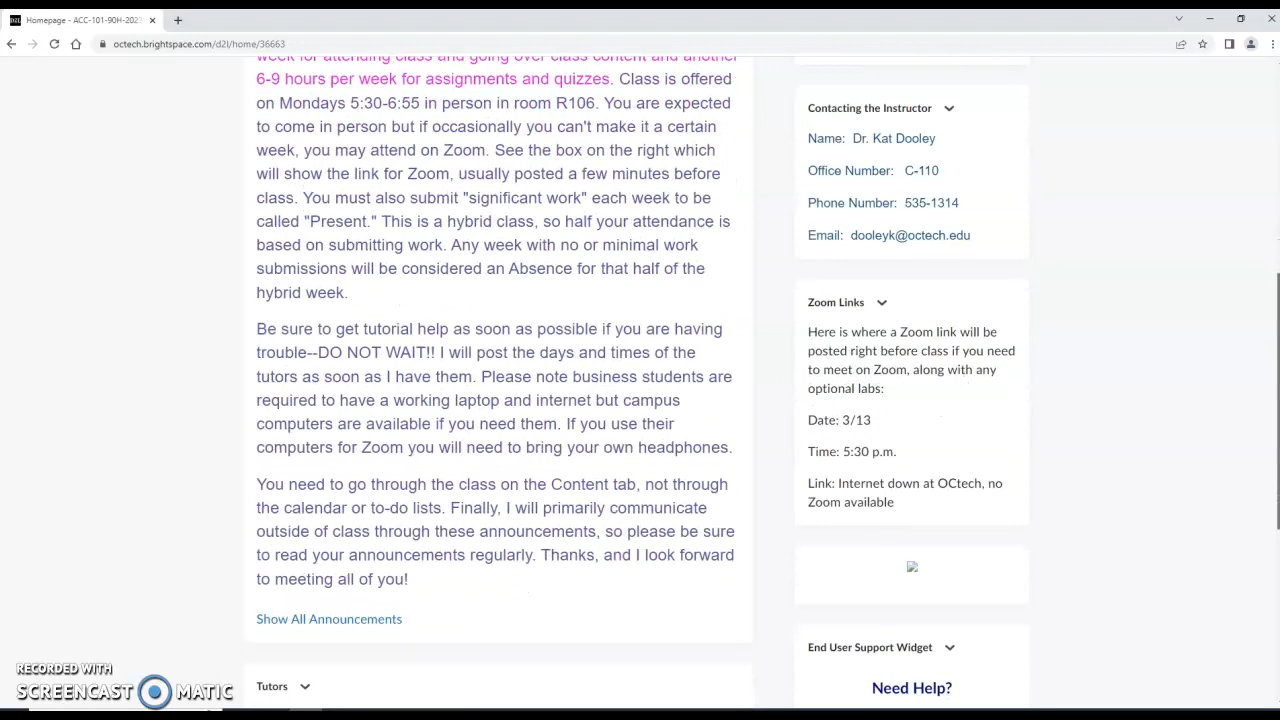 Homepage - ACC-101-90H-202
octech.brightspace.com/d2l/home/36663
week for attending class and going over class content and another
6-9 hours per week for assignments and quizzes. Class is offered
on Mondays 5:30-6:55 in person in room R106. You are expected
to come in person but if occasionally you can't make it a certain
week, you may attend on Zoom. See the box on the right which
will show the link for Zoom, usually posted a few minutes before
class. You must also submit "significant work" each week to be
called "Present." This is a hybrid class, so half your attendance is
based on submitting work. Any week with no or minimal work
submissions will be considered an Absence for that half of the
hybrid week.
Be sure to get tutorial help as soon as possible if you are having
trouble--DO NOT WAIT!! I will post the days and times of the
tutors as soon as I have them. Please note business students are
required to have a working laptop and internet but campus
computers are available if you need them. If you use their
computers for Zoom you will need to bring your own headphones.
You need to go through the class on the Content tab, not through
the calendar or to-do lists. Finally, I will primarily communicate
outside of class through these announcements, so please be sure
to read your announcements regularly. Thanks, and I look forward
to meeting all of you!
Show All Announcements
Tutors
Contacting the Instructor
Name: Dr. Kat Dooley
Office Number: C-110
Phone Number: 535-1314
Email: dooleyk@octech.edu
Zoom Links
Here is where a Zoom link will be
posted right before class if you need
to meet on Zoom, along with any
optional labs:
Date: 3/13
Time: 5:30 p.m.
Link: Internet down at OCtech, no
Zoom available
End User Support Widget
Need Help?
RECORDED WITH
SCREENCAST MATIC